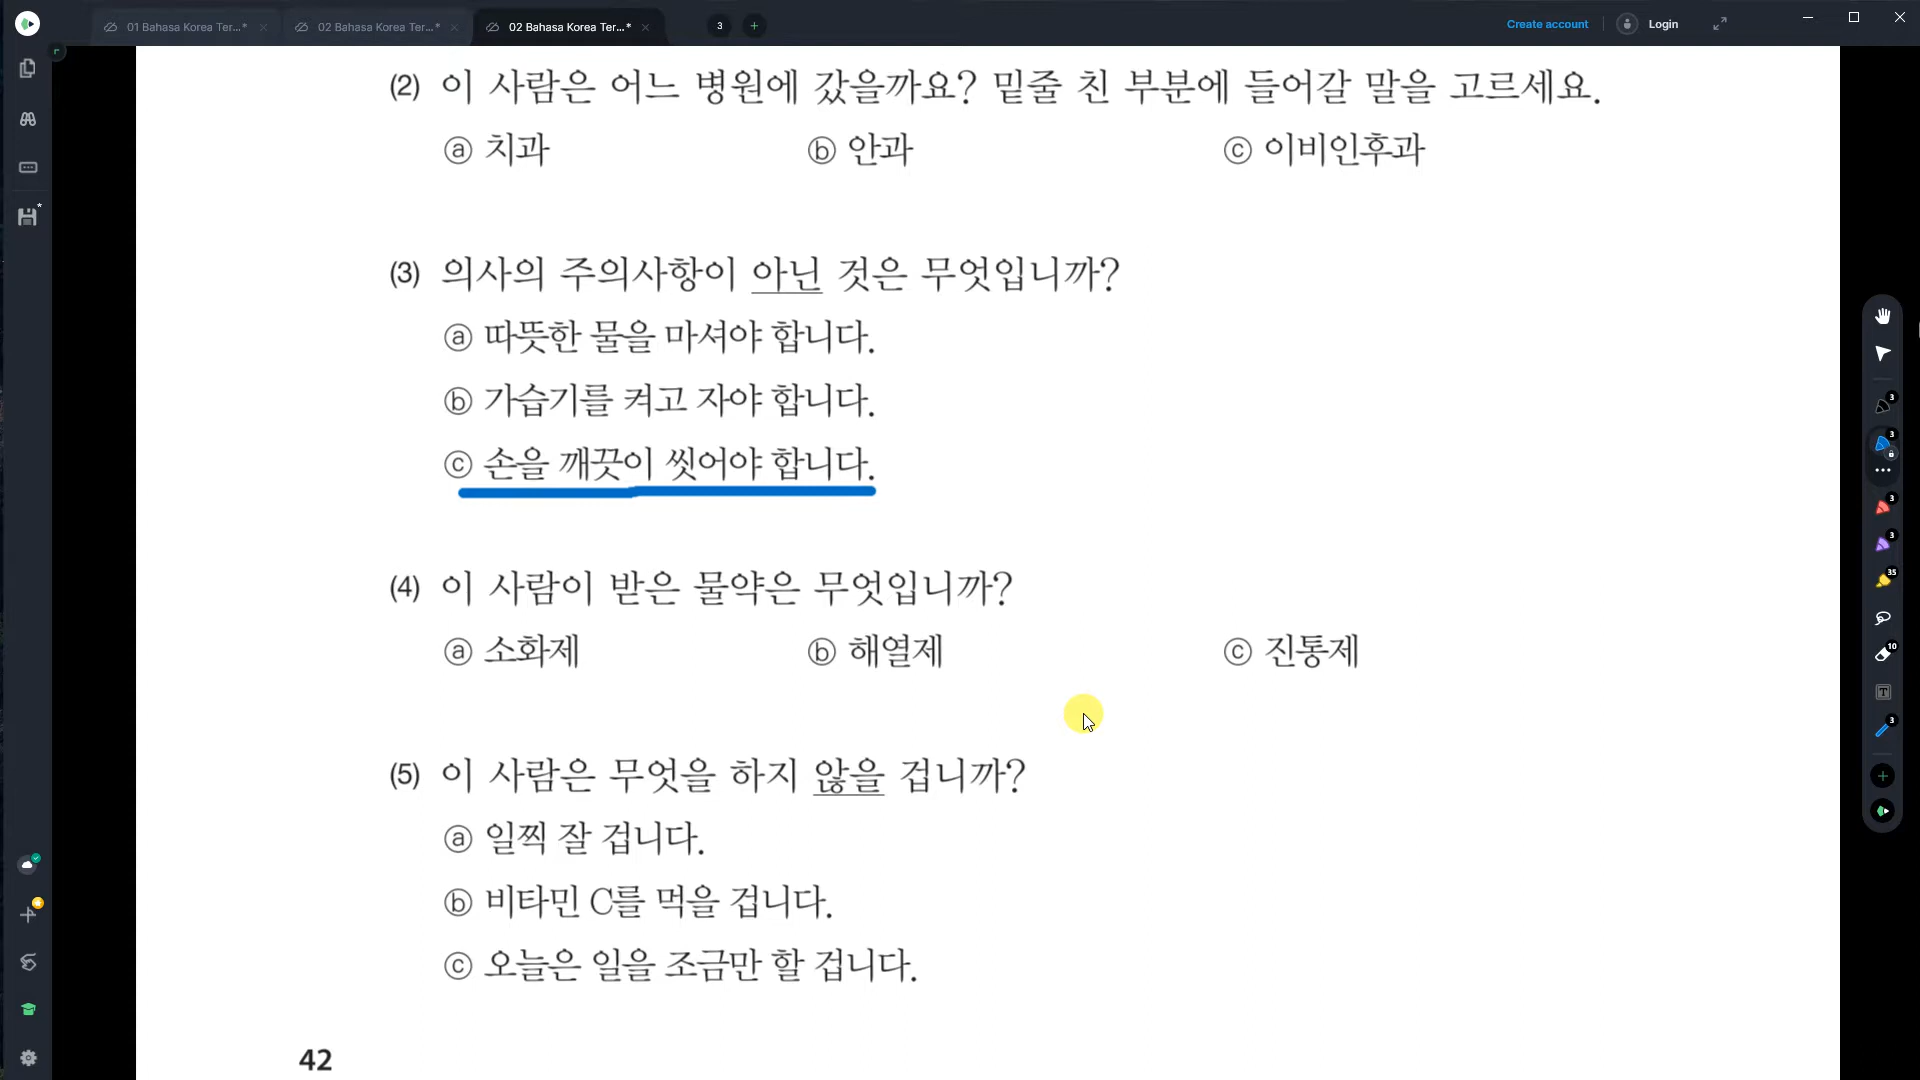 01 Bahasa Korea Ter...*
02 Bahasa Korea Ter...*
02 Bahasa Korea Ter...*
3
Create account
Login
(2) 이 사람은 어느 병원에 갔을까요? 밑줄 친 부분에 들어갈 말을 고르세요.
ⓐ 치과 ⓑ 안과 ⓒ 이비인후과
(3) 의사의 주의사항이 아닌 것은 무엇입니까?
ⓐ 따뜻한 물을 마셔야 합니다.
ⓑ 가습기를 켜고 자야 합니다.
ⓒ 손을 깨끗이 씻어야 합니다.
(4) 이 사람이 받은 물약은 무엇입니까?
ⓐ 소화제 ⓑ 해열제 ⓒ 진통제
(5) 이 사람은 무엇을 하지 않을 겁니까?
ⓐ 일찍 잘 겁니다.
ⓑ 비타민 C를 먹을 겁니다.
ⓒ 오늘은 일을 조금만 할 겁니다.
42
3
3
3
3
35
10
T
3